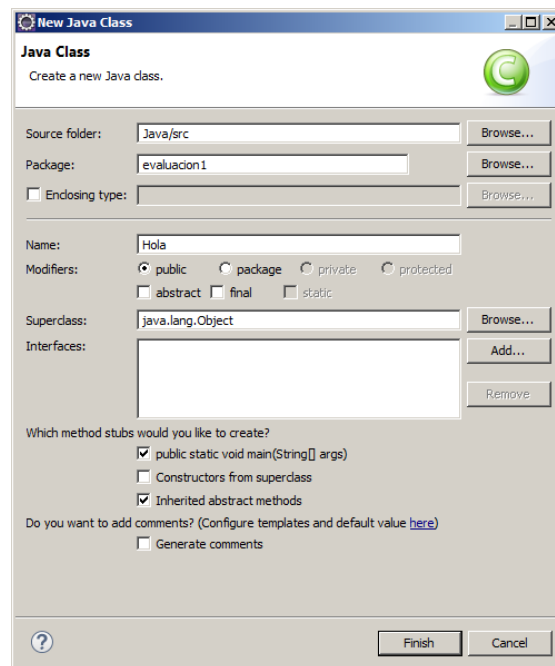 New Java Class
Java Class
Create a new Java class.
Source folder: Java/src Browse...
Package: evaluacion1 Browse...
Enclosing type: Browse...
Name: Hola
Modifiers: public package private protected
abstract final static
Superclass: java.lang.Object Browse...
Interfaces: Add...
Remove
Which method stubs would you like to create?
public static void main(String[] args)
Constructors from superclass
Inherited abstract methods
Do you want to add comments? (Configure templates and default value here)
Generate comments
? Finish Cancel